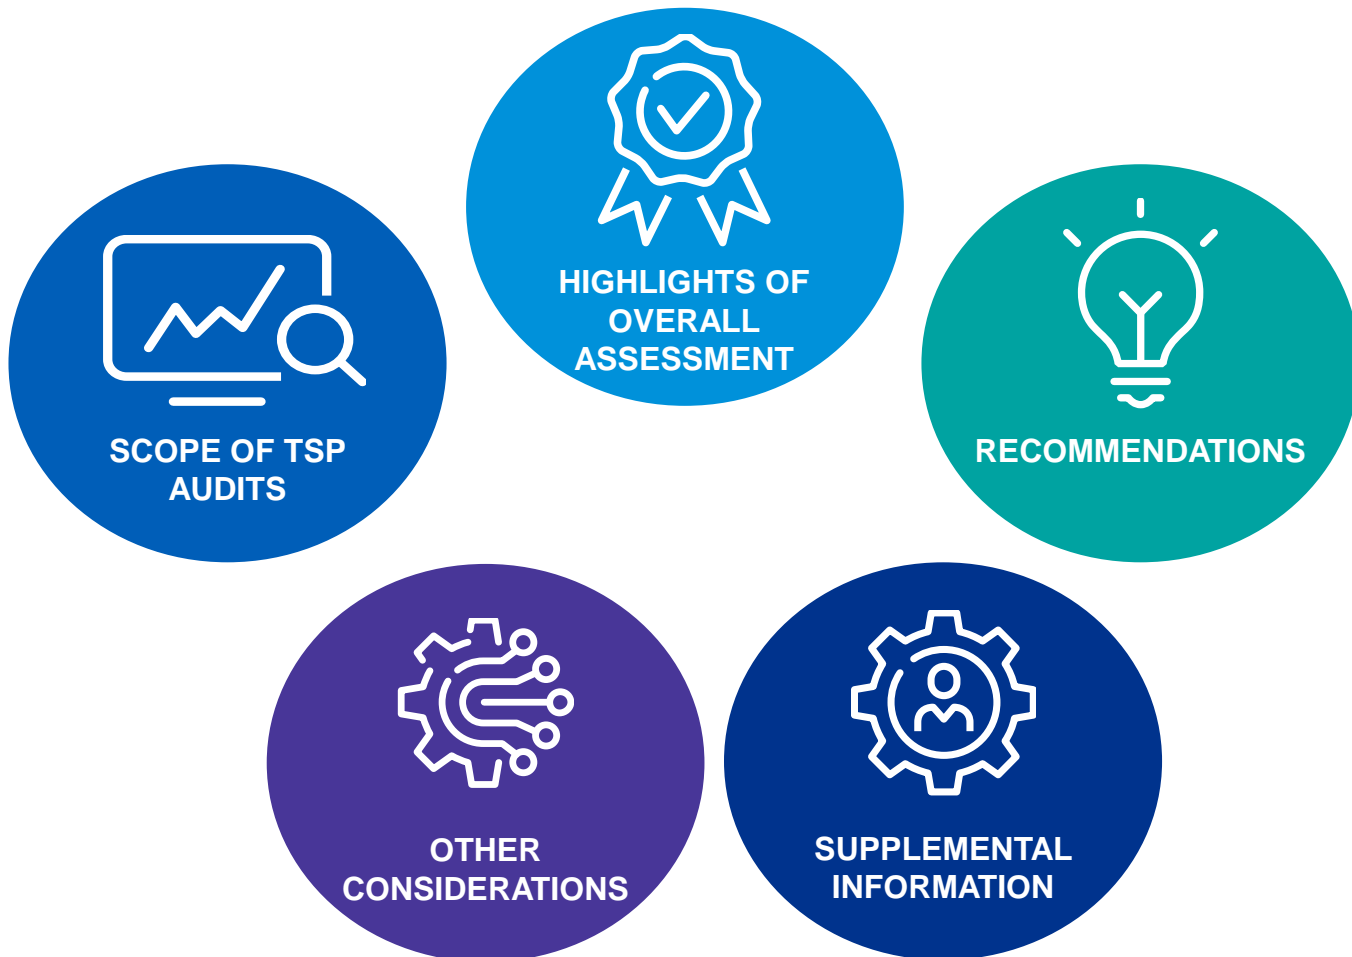 SCOPE OF TSP
AUDITS
HIGHLIGHTS OF
OVERALL
ASSESSMENT
RECOMMENDATIONS
OTHER
CONSIDERATIONS
SUPPLEMENTAL
INFORMATION